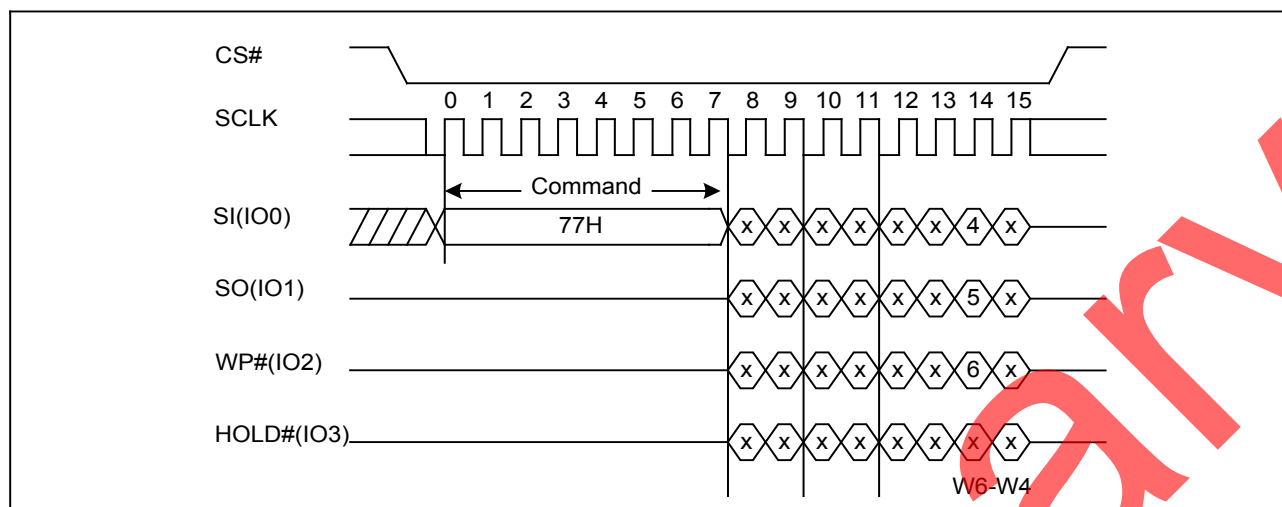 CS#
0 1 2 3 4 5 6 7 8 9 10 11 12 13 14 15
SCLK
Command
SI(IO0) 77H x x x x x x 4 x
SO(IO1) x x x x x x 5 x
WP#(IO2) x x x x x x 6 x
HOLD#(IO3) x x x x x x x x
W6-W4